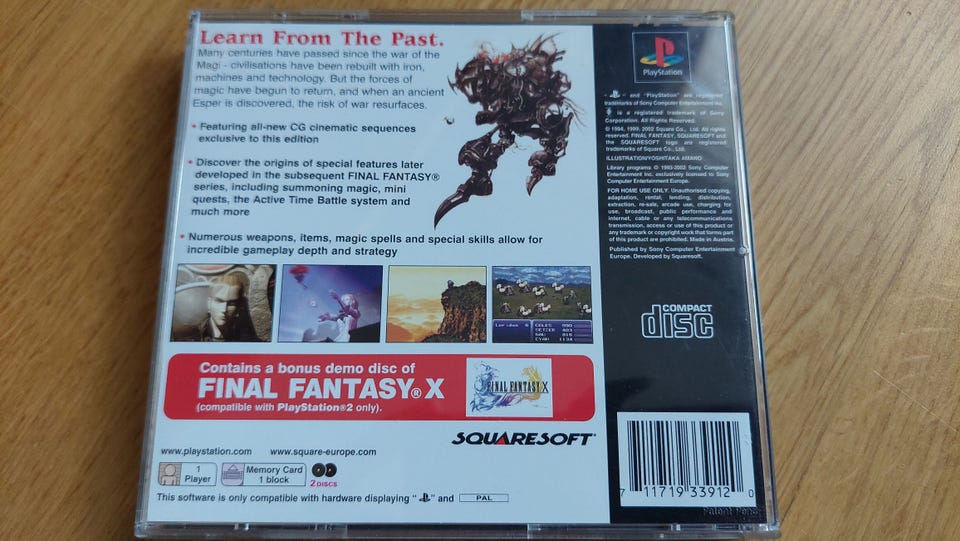 Learn From The Past.
Many centuries have passed since the war of the
Magi - civilisations have been rebuilt with iron,
machines and technology. But the forces of
magic have begun to return, and when an ancient
Esper is discovered, the risk of war resurfaces.
• Featuring all-new CG cinematic sequences
exclusive to this edition
• Discover the origins of special features later
developed in the subsequent FINAL FANTASY®
series, including summoning magic, mini
quests, the Active Time Battle system and
much more
• Numerous weapons, items, magic spells and special skills allow for
incredible gameplay depth and strategy
CELES 990
SETZER 403
CYAN 1134
Contains a bonus demo disc of
FINAL FANTASY® X
(compatible with PlayStation®2 only).
FINAL FANTASY X
SQUARESOFT®
www.playstation.com www.square-europe.com
1 Player
Memory Card 1 block
2 DISCS
This software is only compatible with hardware displaying " " and PAL
PlayStation
" " and "PlayStation" are registered
trademarks of Sony Computer Entertainment Inc.
is a registered trademark of Sony
Corporation. All Rights Reserved.
© 1994, 1999, 2002 Square Co., Ltd. All rights
reserved. FINAL FANTASY, SQUARESOFT and
the SQUARESOFT logo are registered
trademarks of Square Co., Ltd.
ILLUSTRATION/YOSHITAKA AMANO
Library programs © 1993-2002 Sony Computer
Entertainment Inc. exclusively licensed to Sony
Computer Entertainment Europe.
FOR HOME USE ONLY. Unauthorised copying,
adaptation, rental, lending, distribution,
extraction, re-sale, arcade use, charging for
use, broadcast, public performance and
internet, cable or any telecommunications
transmission, access or use of this product or
any trademark or copyright work that forms part
of this product are prohibited. Made in Austria.
Published by Sony Computer Entertainment
Europe. Developed by Squaresoft.
COMPACT
disc
7 11719 33912 0